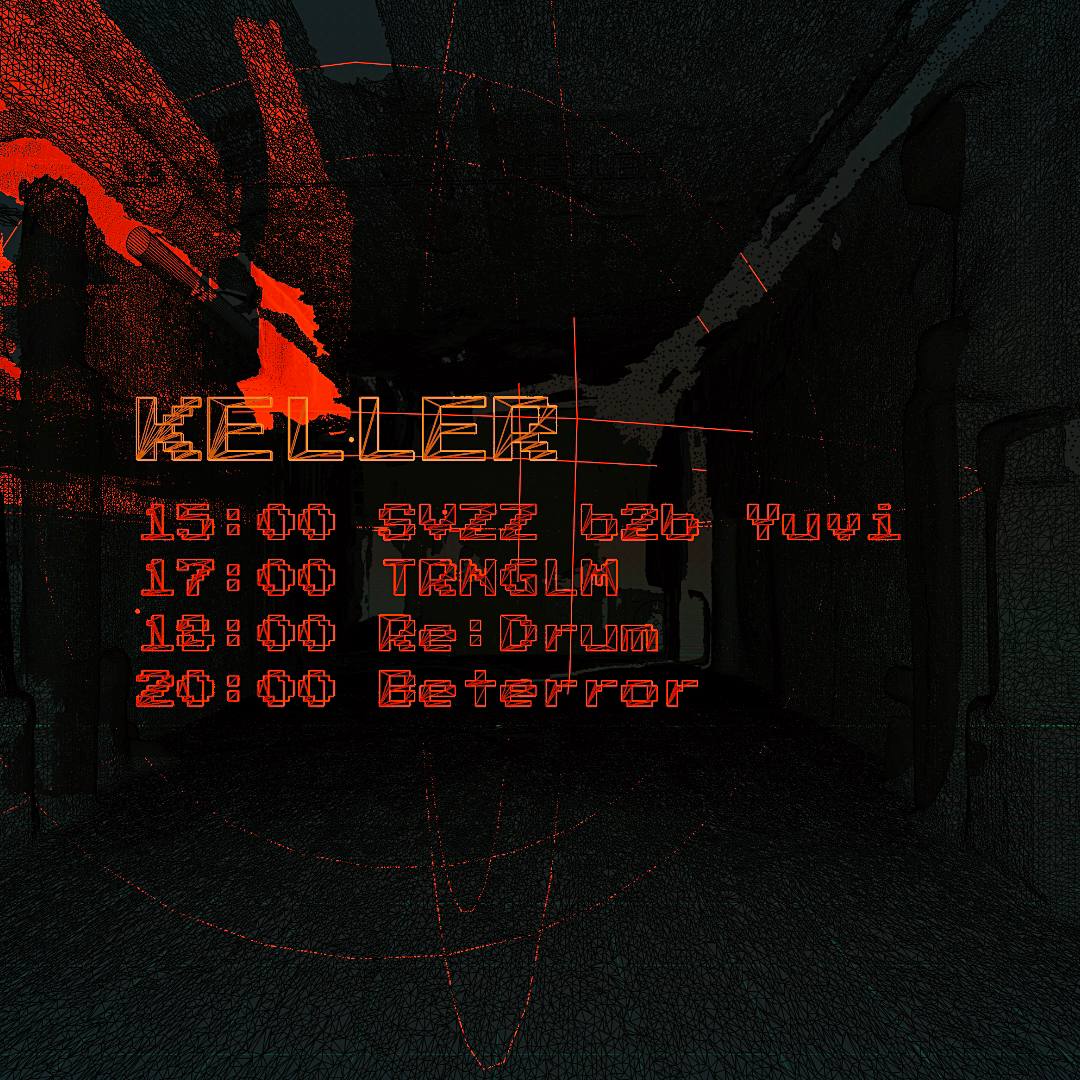 KELLER
15:00 SVZZ b2b Yuvi
17:00 TRNGLM
18:00 Re:Drum
20:00 Beterror